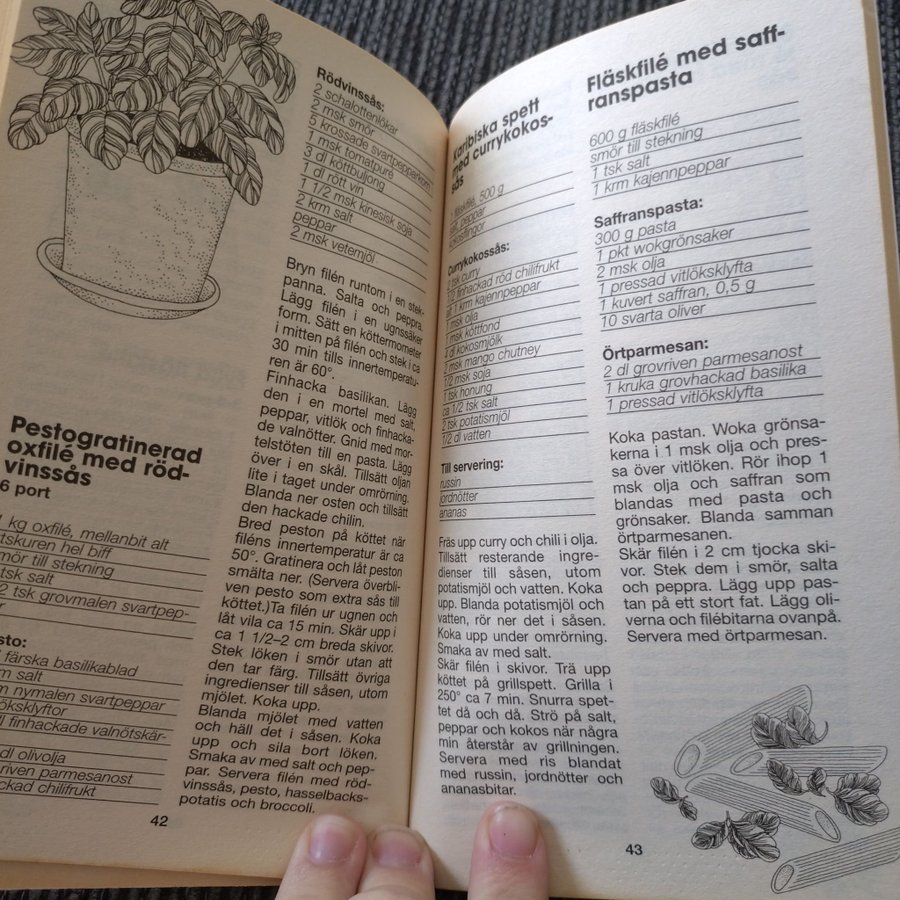 Pestogratinerad
oxfilé med röd-
vinssås
6 port
1 kg oxfilé, mellanbit alt
utskuren hel biff
smör till stekning
tsk salt
1/2 tsk grovmalen svartpep-
färska basilikablad
salt
nymalen svartpeppar
vitlöksklyftor
dl finhackade valnötskär-
dl olivolja
grovriven parmesanost
hackad chilifrukt
Rödvinssås:
2 schalottenlökar
2 msk smör
5 krossade svartpepparkorn
1 msk tomatpuré
3 dl köttbuljong
1 dl rött vin
1 1/2 msk kinesisk soja
2 krm salt
peppar
2 msk vetemjöl
Bryn filén runtom i en stek-
panna. Salta och peppra.
Lägg filén i en ugnssäker
form. Sätt en köttermometer
i mitten på filén och stek i ca
30 min tills innertemperatu-
ren är 60°.
Finhacka basilikan. Lägg
den i en mortel med salt,
peppar, vitlök och finhacka-
de valnötter. Gnid med mor-
telstöten till en pasta. Lägg
över i en skål. Tillsätt oljan
lite i taget under omrörning.
Blanda ner osten och tillsätt
den hackade chilin.
Bred peston på köttet när
filéns innertemperatur är ca
50°. Gratinera och låt peston
smälta ner. (Servera överbli-
ven pesto som extra sås till
köttet.)Ta filén ur ugnen och
låt vila ca 15 min. Skär upp i
ca 1 1/2–2 cm breda skivor.
Stek löken i smör utan att
den tar färg. Tillsätt övriga
ingredienser till såsen, utom
mjölet. Koka upp.
Blanda mjölet med vatten
och häll det i såsen. Koka
upp och sila bort löken.
Smaka av med salt och pep-
par. Servera filén med röd-
vinssås, pesto, hasselbacks-
potatis och broccoli.
42
karibiska spett
med currykokos-
sås
fläskfilé, 500 g
salt, peppar
kokosflingor
Currykokossås:
tsk curry
1/2 finhackad röd chilifrukt
1 krm kajennpeppar
1 msk olja
1 msk köttfond
4 dl kokosmjölk
msk mango chutney
1/2 msk soja
1 tsk honung
ca 1/2 tsk salt
2 tsk potatismjöl
1/2 dl vatten
Till servering:
russin
jordnötter
ananas
Fräs upp curry och chili i olja.
Tillsätt resterande ingre-
dienser till såsen, utom
potatismjöl och vatten. Koka
upp. Blanda potatismjöl och
vatten, rör ner det i såsen.
Koka upp under omrörning.
Smaka av med salt.
Skär filén i skivor. Trä upp
köttet på grillspett. Grilla i
250° ca 7 min. Snurra spet-
tet då och då. Strö på salt,
peppar och kokos när några
min återstår av grillningen.
Servera med ris blandat
med russin, jordnötter och
ananasbitar.
Fläskfilé med saff-
ranspasta
600 g fläskfilé
smör till stekning
1 tsk salt
1 krm kajennpeppar
Saffranspasta:
300 g pasta
1 pkt wokgrönsaker
2 msk olja
1 pressad vitlöksklyfta
1 kuvert saffran, 0,5 g
10 svarta oliver
Örtparmesan:
2 dl grovriven parmesanost
1 kruka grovhackad basilika
1 pressad vitlöksklyfta
Koka pastan. Woka grönsa-
kerna i 1 msk olja och pres-
sa över vitlöken. Rör ihop 1
msk olja och saffran som
blandas med pasta och
grönsaker. Blanda samman
örtparmesanen.
Skär filén i 2 cm tjocka ski-
vor. Stek dem i smör, salta
och peppra. Lägg upp pas-
tan på ett stort fat. Lägg oli-
verna och filébitarna ovanpå.
Servera med örtparmesan.
43